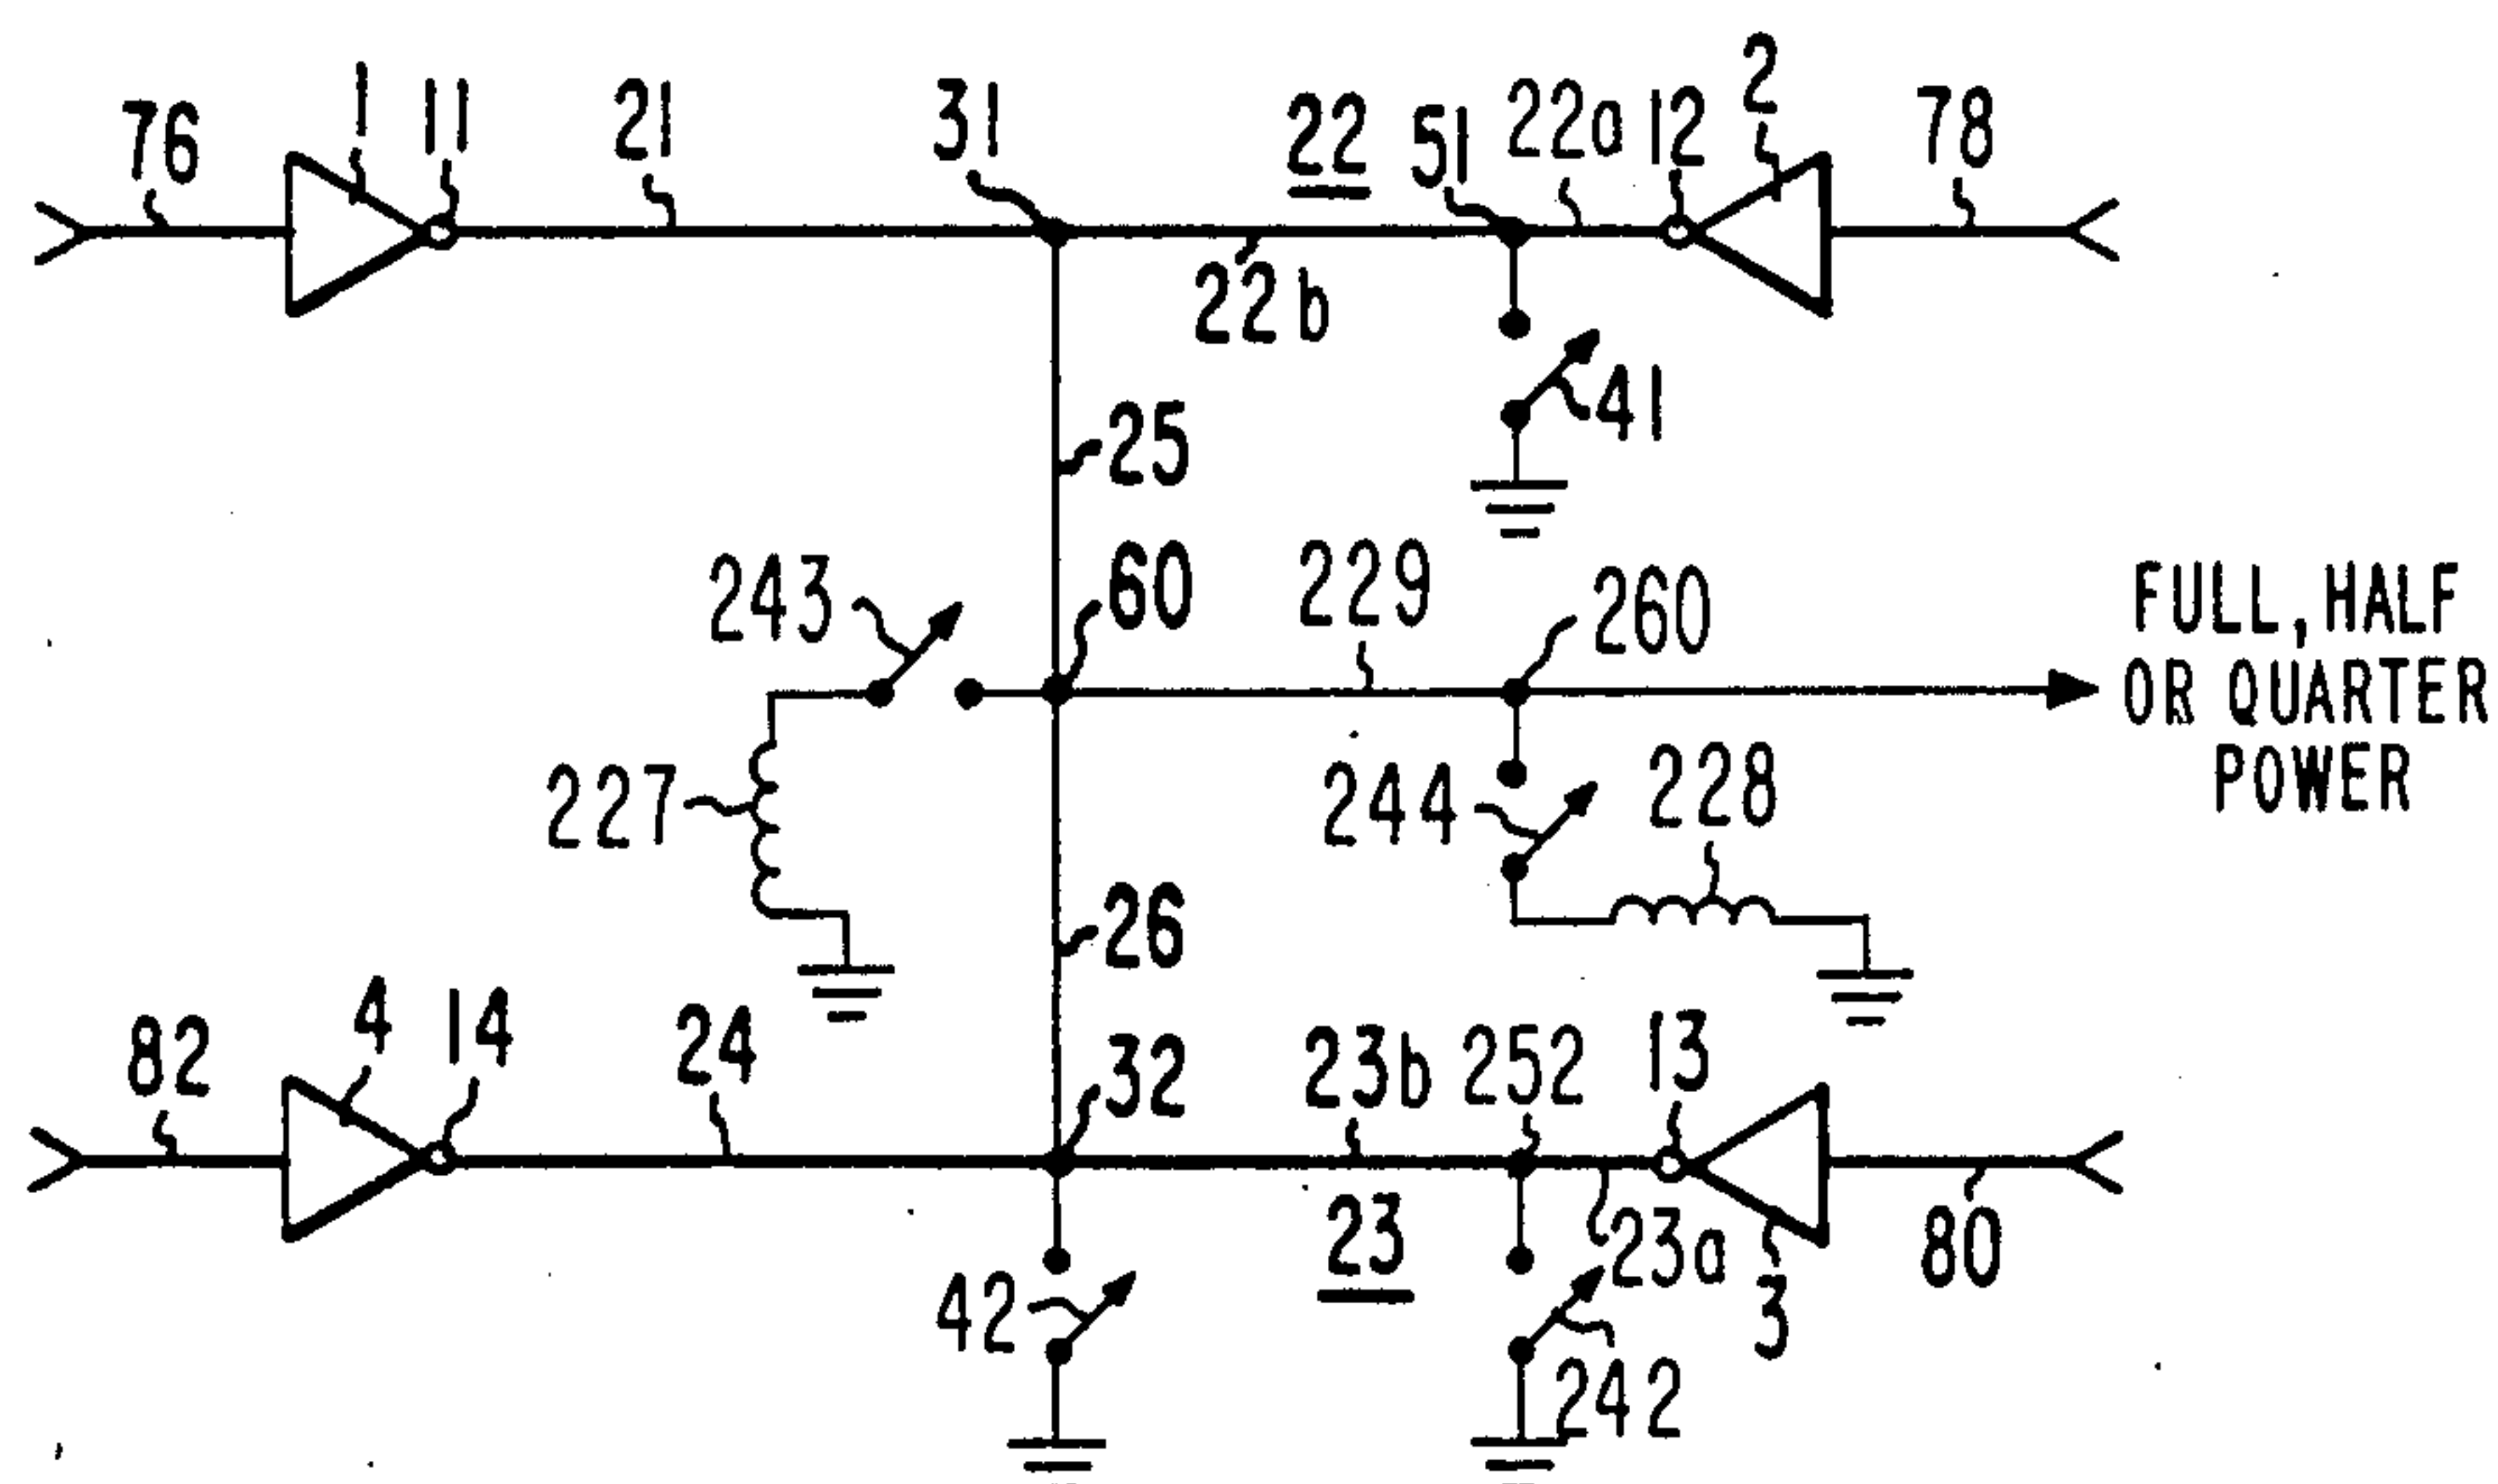 76 1 11 21 31 22 51 22a 12 2 78
22b
41
25
243 60 229 260
FULL, HALF
OR QUARTER
POWER
227 244 228
26
82 4 14 24 32 23b 252 13
23 23a 3 80
42 242